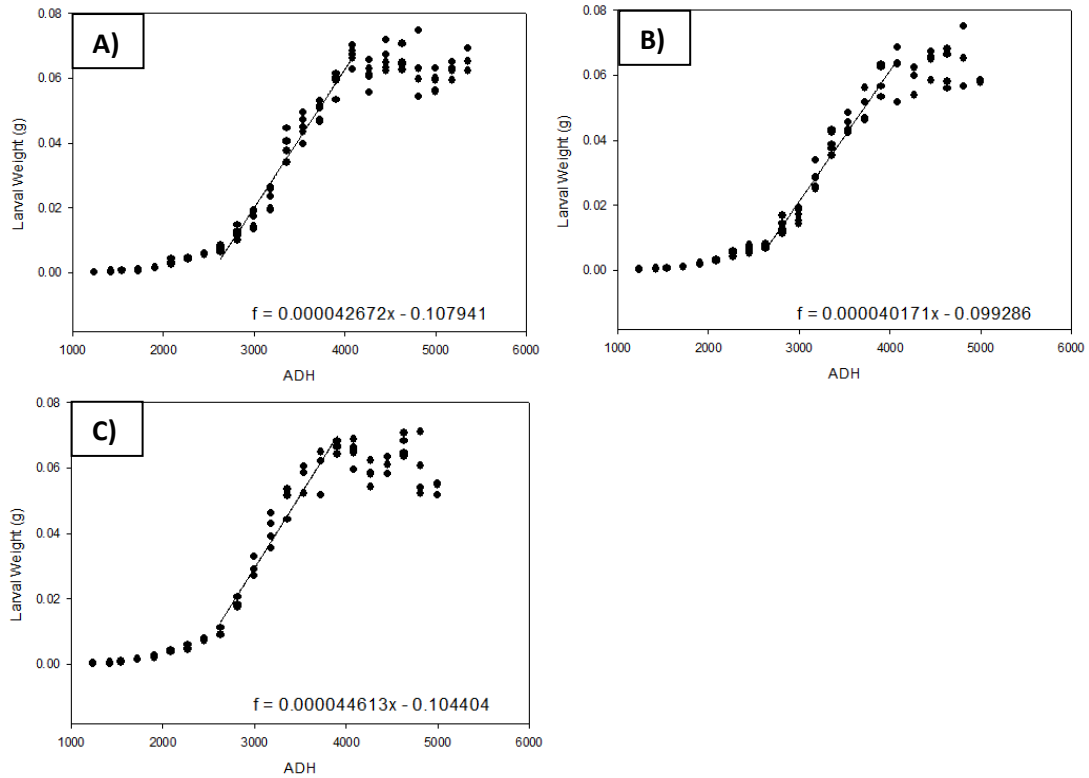 A)
Larval Weight (g)
0.08
0.06
0.04
0.02
0.00
f = 0.000042672x - 0.107941
1000 2000 3000 4000 5000 6000
ADH
B)
Larval Weight (g)
0.08
0.06
0.04
0.02
0.00
f = 0.000040171x - 0.099286
1000 2000 3000 4000 5000 6000
ADH
C)
Larval Weight (g)
0.08
0.06
0.04
0.02
0.00
f = 0.000044613x - 0.104404
1000 2000 3000 4000 5000 6000
ADH